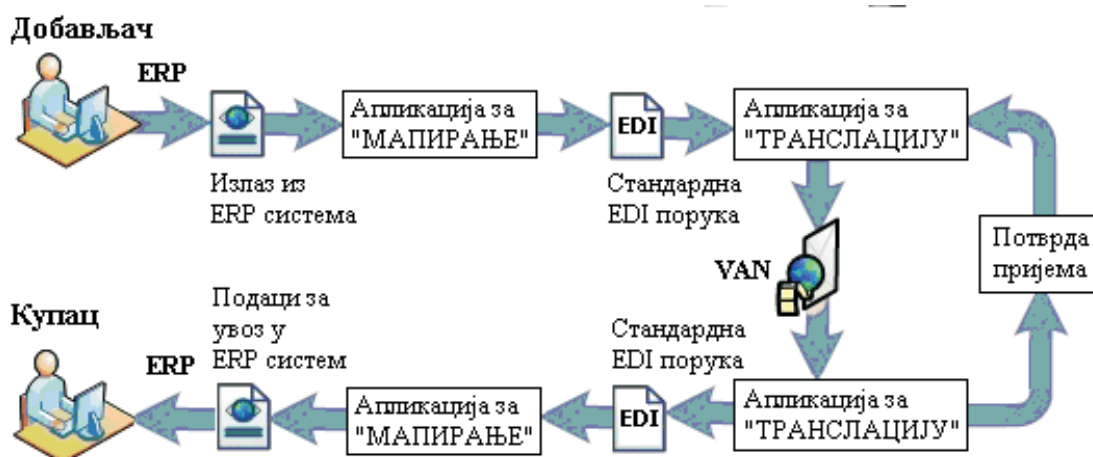 Добављач
ERP
Апликација за
"МАПИРАЊЕ"
EDI
Апликација за
"ТРАНСЛАЦИЈУ"
Излаз из
ERP система
Стандардна
EDI порука
VAN
Потврда
пријема
Купац
ERP
Подаци за
увоз у
ERP систем
Стандардна
EDI порука
Апликација за
"МАПИРАЊЕ"
EDI
Апликација за
"ТРАНСЛАЦИЈУ"